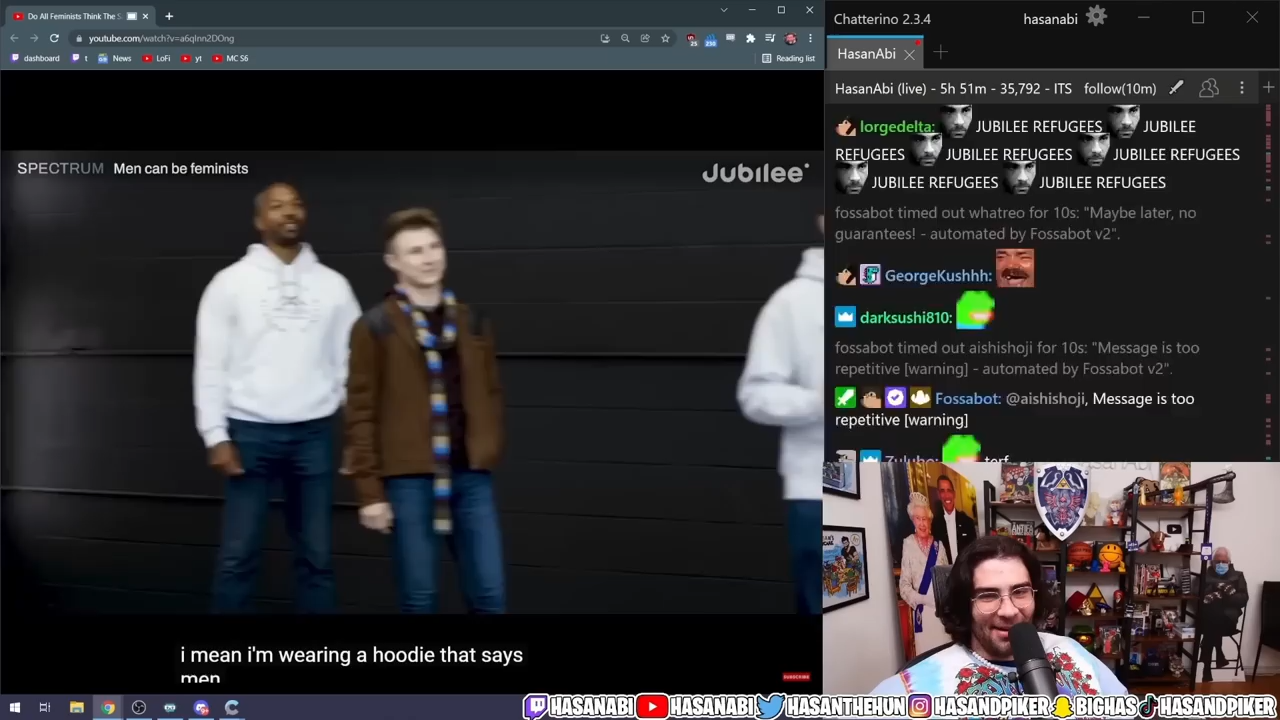 Do All Feminists Think The S
youtube.com/watch?v=a6qlnn2DOng
dashboard
t
News
LoFi
yt
MC S6
Reading list
SPECTRUM Men can be feminists
Jubilee
i mean i'm wearing a hoodie that says
men
SUBSCRIBE
Chatterino 2.3.4
hasanabi
HasanAbi
HasanAbi (live) - 5h 51m - 35,792 - ITS
follow(10m)
lorgedelta: JUBILEE REFUGEES JUBILEE
REFUGEES JUBILEE REFUGEES JUBILEE REFUGEES
JUBILEE REFUGEES JUBILEE REFUGEES
fossabot timed out whatreo for 10s: "Maybe later, no
guarantees! - automated by Fossabot v2".
GeorgeKushhh:
darksushi810:
fossabot timed out aishishoji for 10s: "Message is too
repetitive [warning] - automated by Fossabot v2".
Fossabot: @aishishoji, Message is too
repetitive [warning]
Zuluho: terf
HASANABI HASANABI HASANTHEHUN HASANDPIKER BIGHAS HASANDPIKER